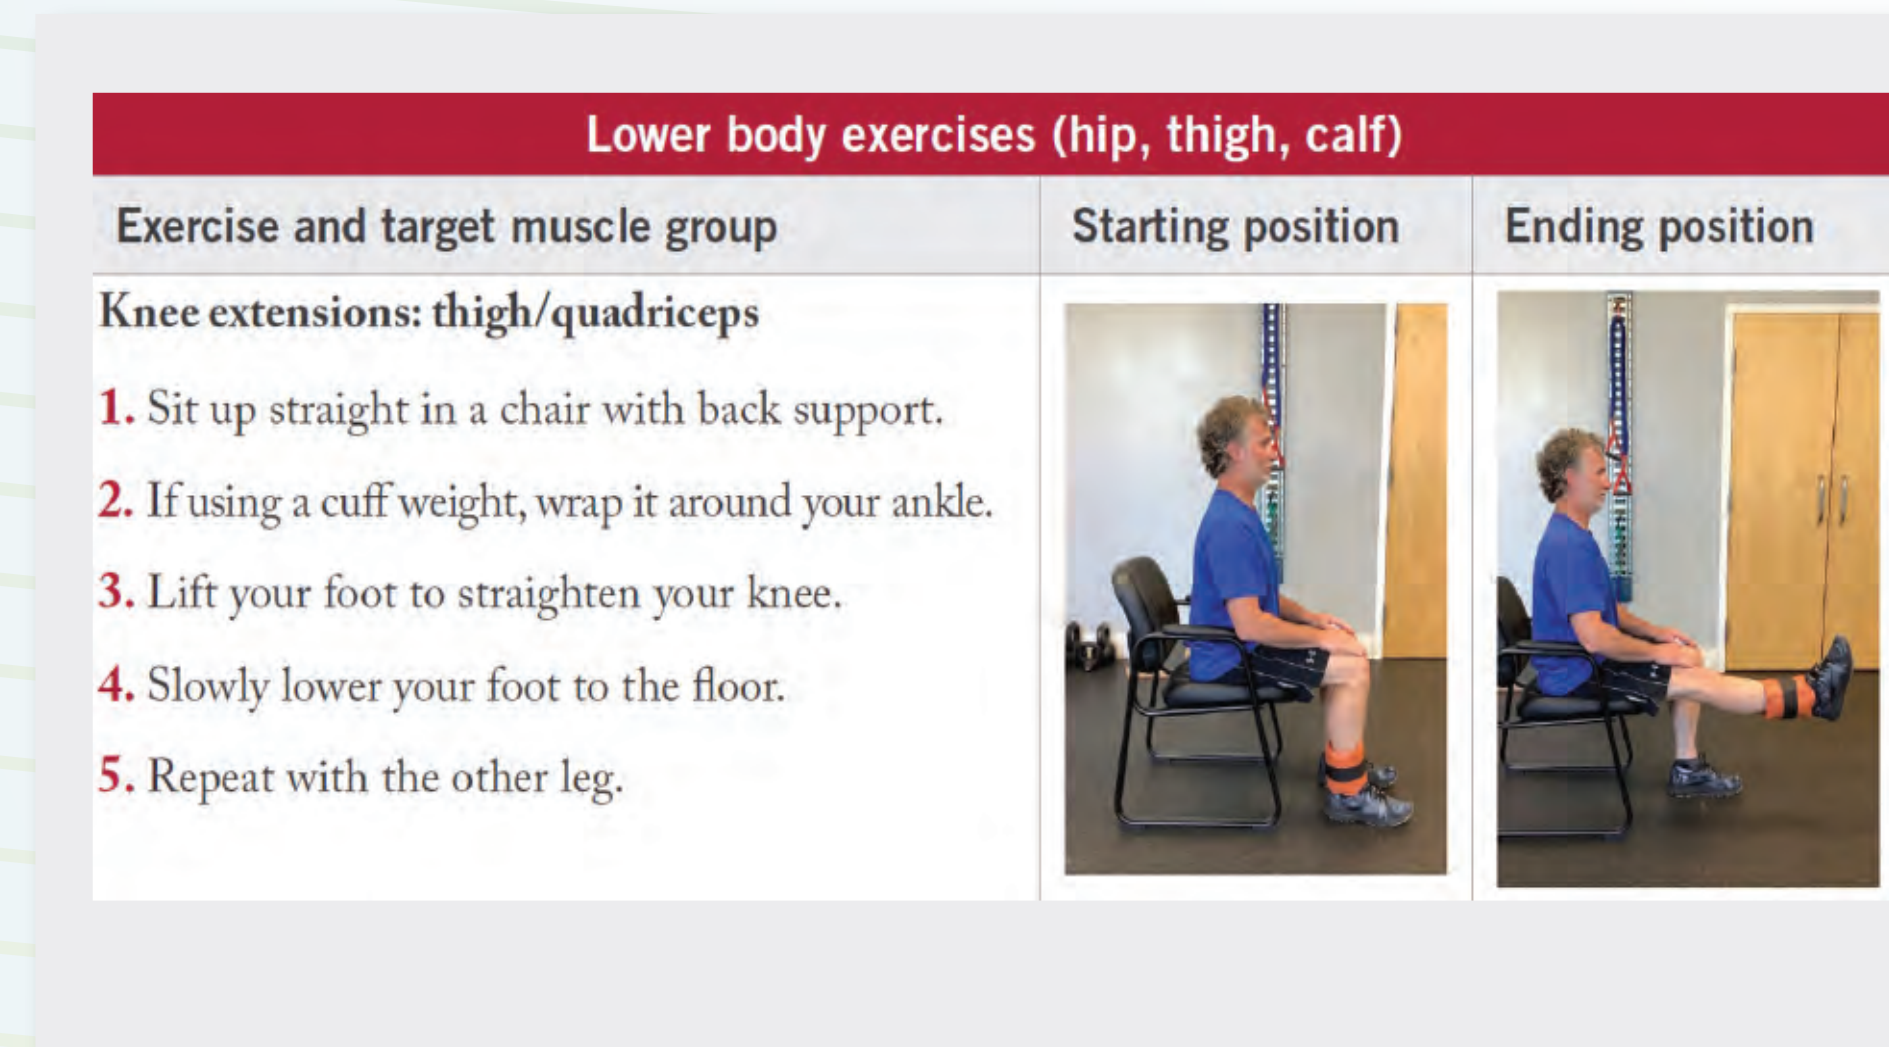 Lower body exercises (hip, thigh, calf)
Exercise and target muscle group
Starting position
Ending position
Knee extensions: thigh/quadriceps
1. Sit up straight in a chair with back support.
2. If using a cuff weight, wrap it around your ankle.
3. Lift your foot to straighten your knee.
4. Slowly lower your foot to the floor.
5. Repeat with the other leg.